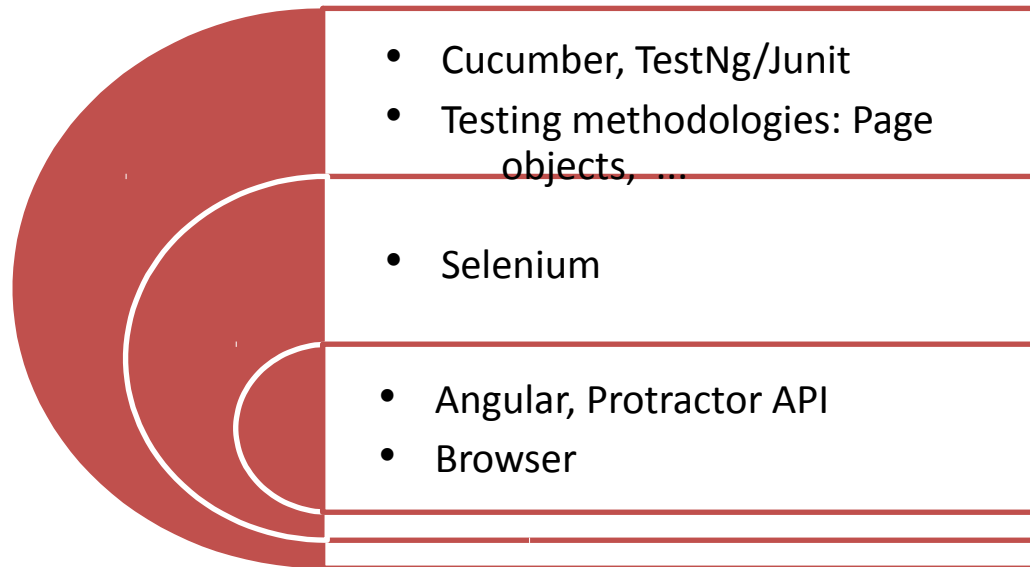 • Cucumber, TestNg/Junit
• Testing methodologies: Page
objects, ...
• Selenium
• Angular, Protractor API
• Browser